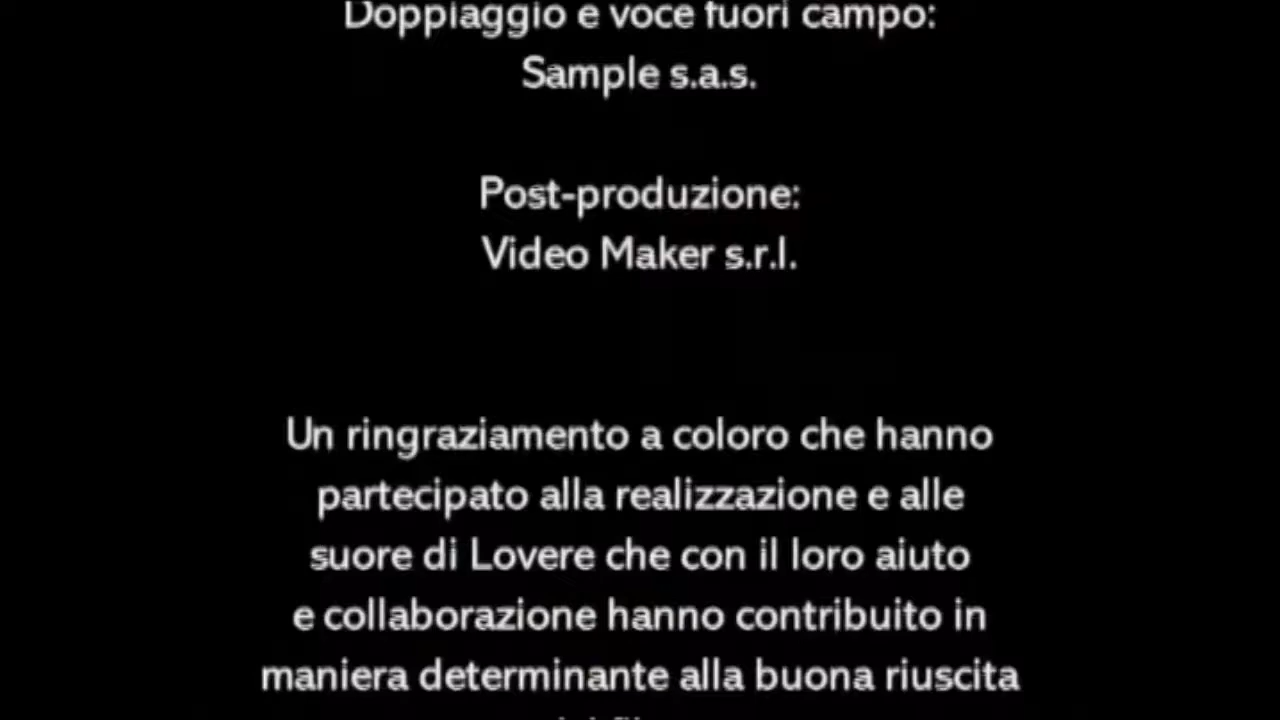 Doppiaggio e voce fuori campo:
Sample s.a.s.
Post-produzione:
Video Maker s.r.l.
Un ringraziamento a coloro che hanno
partecipato alla realizzazione e alle
suore di Lovere che con il loro aiuto
e collaborazione hanno contribuito in
maniera determinante alla buona riuscita